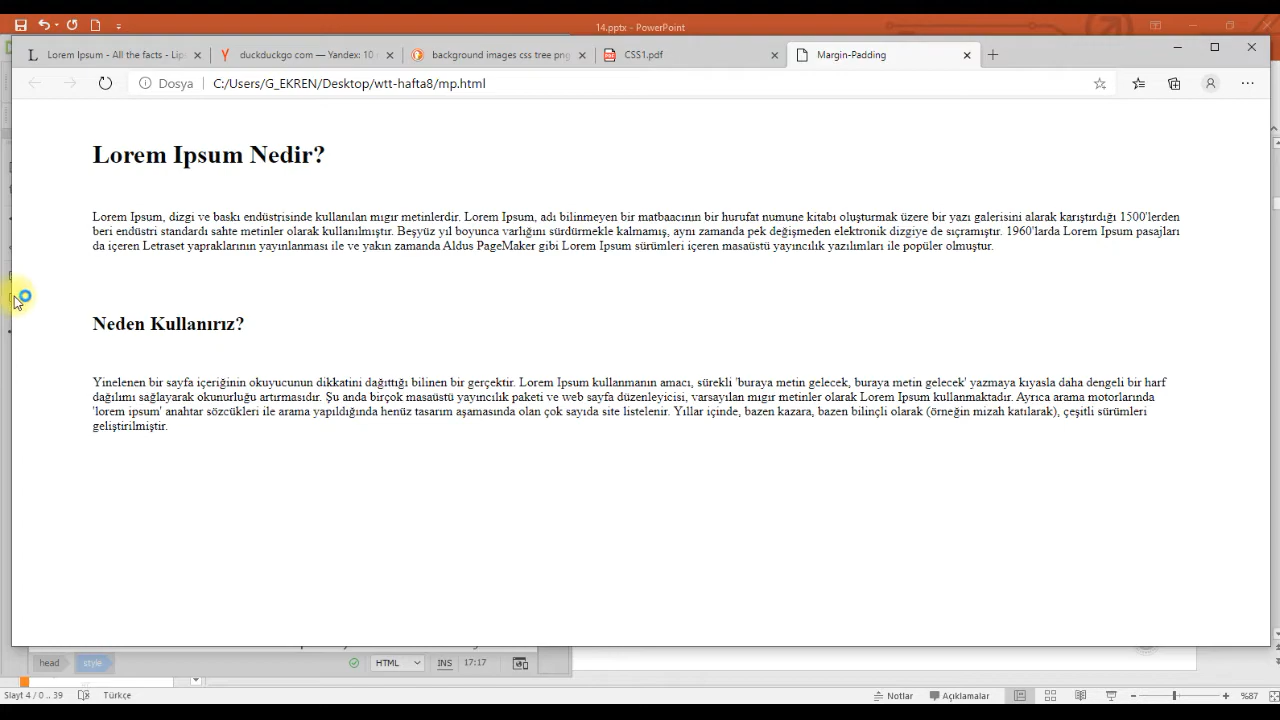 14.pptx - PowerPoint
Lorem Ipsum - All the facts - Lip
duckduckgo com — Yandex: 10
background images css tree png
CSS1.pdf
Margin-Padding
Dosya
C:/Users/G_EKREN/Desktop/wtt-hafta8/mp.html
Lorem Ipsum Nedir?
Lorem Ipsum, dizgi ve baskı endüstrisinde kullanılan mıgır metinlerdir. Lorem Ipsum, adı bilinmeyen bir matbaacının bir hurufat numune kitabı oluşturmak üzere bir yazı galerisini alarak karıştırdığı 1500'lerden
beri endüstri standardı sahte metinler olarak kullanılmıştır. Beşyüz yıl boyunca varlığını sürdürmekle kalmamış, aynı zamanda pek değişmeden elektronik dizgiye de sıçramıştır. 1960'larda Lorem Ipsum pasajları
da içeren Letraset yapraklarının yayınlanması ile ve yakın zamanda Aldus PageMaker gibi Lorem Ipsum sürümleri içeren masaüstü yayıncılık yazılımları ile popüler olmuştur.
Neden Kullanırız?
Yinelenen bir sayfa içeriğinin okuyucunun dikkatini dağıttığı bilinen bir gerçektir. Lorem Ipsum kullanmanın amacı, sürekli 'buraya metin gelecek, buraya metin gelecek' yazmaya kıyasla daha dengeli bir harf
dağılımı sağlayarak okunurluğu artırmasıdır. Şu anda birçok masaüstü yayıncılık paketi ve web sayfa düzenleyicisi, varsayılan mıgır metinler olarak Lorem Ipsum kullanmaktadır. Ayrıca arama motorlarında
'lorem ipsum' anahtar sözcükleri ile arama yapıldığında henüz tasarım aşamasında olan çok sayıda site listelenir. Yıllar içinde, bazen kazara, bazen bilinçli olarak (örneğin mizah katılarak), çeşitli sürümleri
geliştirilmiştir.
head style HTML INS 17:17
Slayt 4 / 0 .. 39 Türkçe Notlar Açıklamalar %87